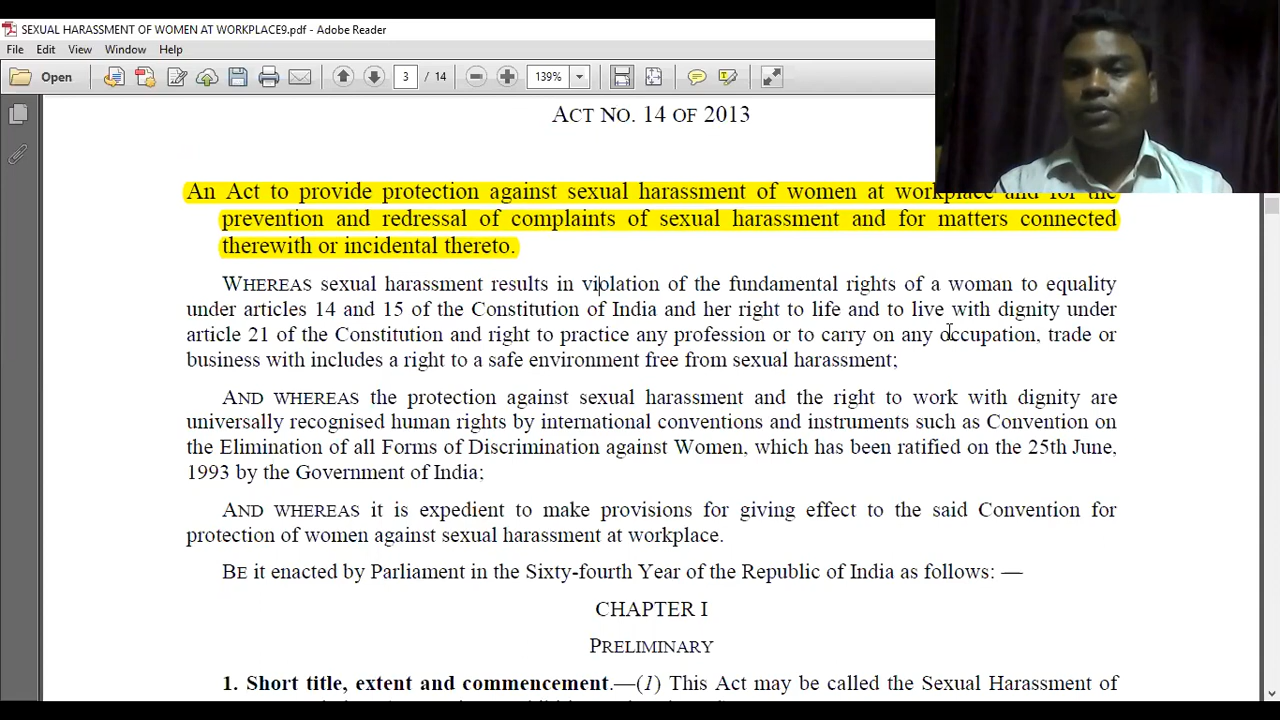 SEXUAL HARASSMENT OF WOMEN AT WORKPLACE9.pdf - Adobe Reader
File Edit View Window Help
Open 3 / 14 139%
ACT NO. 14 OF 2013
An Act to provide protection against sexual harassment of women at workplace and for the
prevention and redressal of complaints of sexual harassment and for matters connected
therewith or incidental thereto.
WHEREAS sexual harassment results in violation of the fundamental rights of a woman to equality
under articles 14 and 15 of the Constitution of India and her right to life and to live with dignity under
article 21 of the Constitution and right to practice any profession or to carry on any occupation, trade or
business with includes a right to a safe environment free from sexual harassment;
AND WHEREAS the protection against sexual harassment and the right to work with dignity are
universally recognised human rights by international conventions and instruments such as Convention on
the Elimination of all Forms of Discrimination against Women, which has been ratified on the 25th June,
1993 by the Government of India;
AND WHEREAS it is expedient to make provisions for giving effect to the said Convention for
protection of women against sexual harassment at workplace.
BE it enacted by Parliament in the Sixty-fourth Year of the Republic of India as follows: —
CHAPTER I
PRELIMINARY
1. Short title, extent and commencement.—(1) This Act may be called the Sexual Harassment of